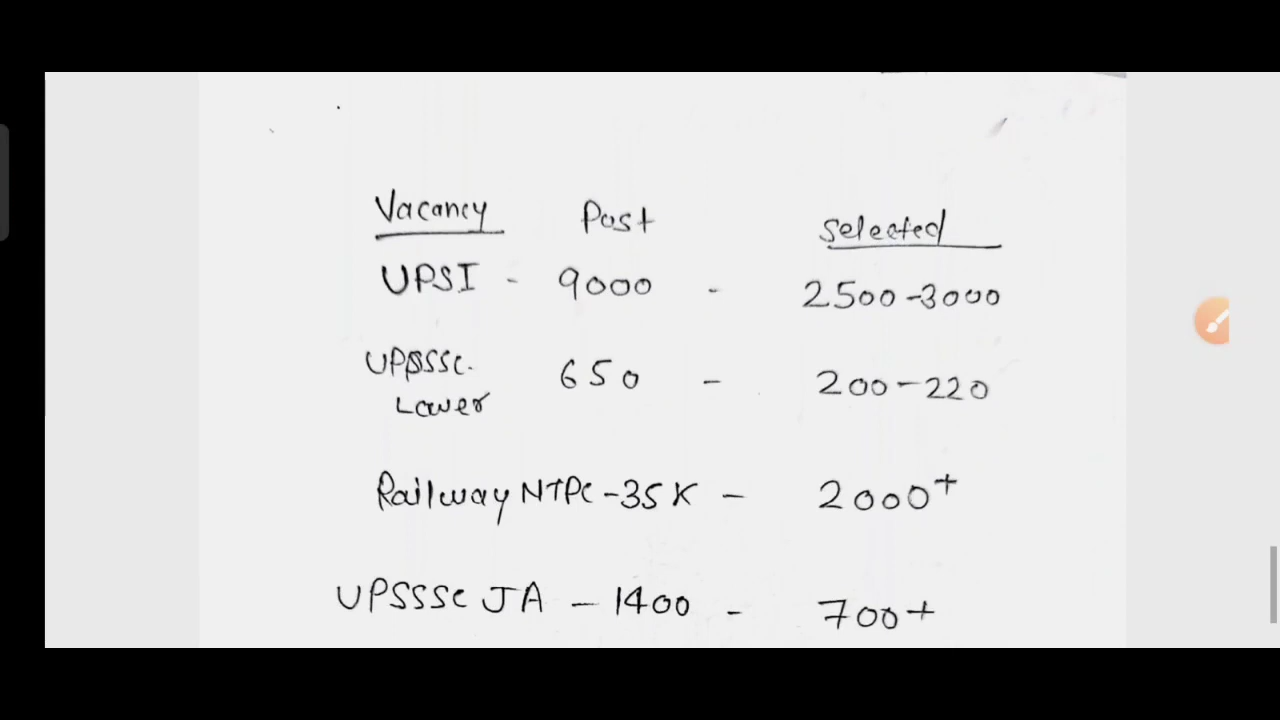 Vacancy Post Selected
UPSI - 9000 - 2500-3000
UPSSSC. 650 - 200-220
Lower
Railway NTPC - 35K - 2000+
UPSSSC JA - 1400 - 700+